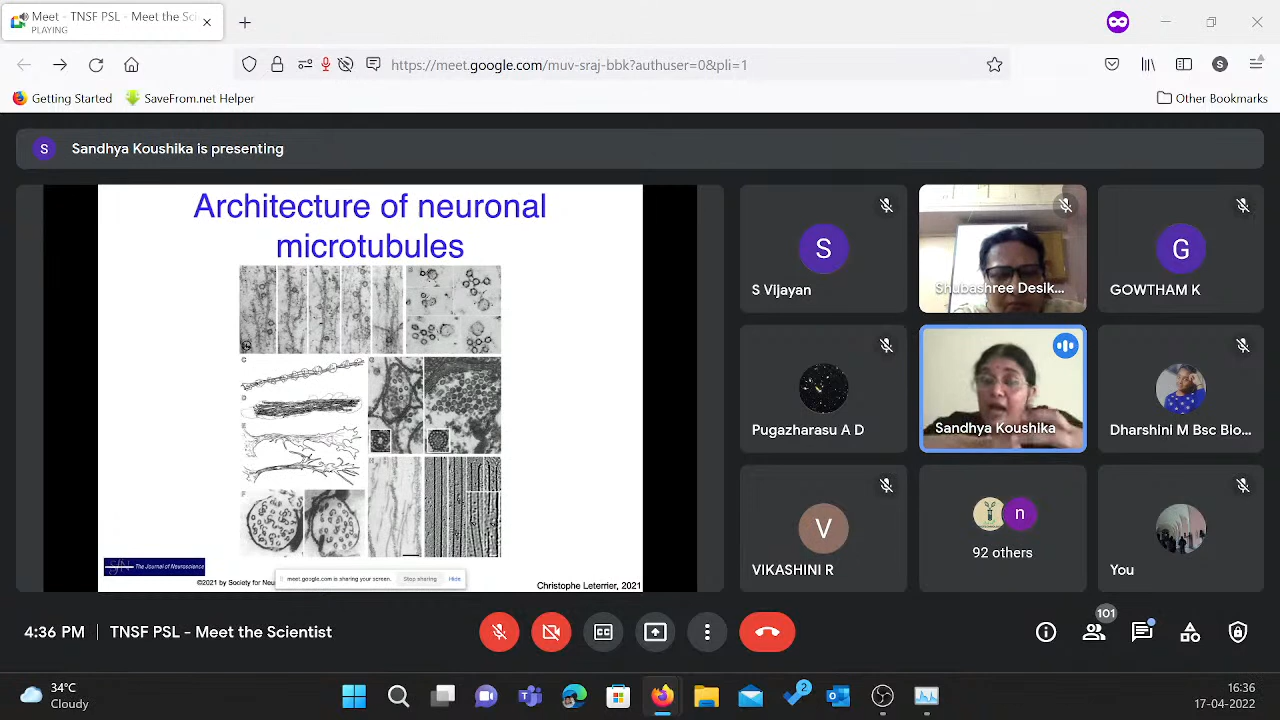 Meet - TNSF PSL - Meet the Sci
PLAYING
https://meet.google.com/muv-sraj-bbk?authuser=0&pli=1
S
Getting Started
SaveFrom.net Helper
Other Bookmarks
S
Sandhya Koushika is presenting
Architecture of neuronal
microtubules
C
D
E
F
The Journal of Neuroscience
©2021 by Society for Neu
meet.google.com is sharing your screen.
Stop sharing
Hide
Christophe Leterrier, 2021
S
S Vijayan
Shubashree Desik...
G
GOWTHAM K
Pugazharasu A D
Sandhya Koushika
Dharshini M Bsc Blo...
V
VIKASHINI R
n
92 others
You
4:36 PM
TNSF PSL - Meet the Scientist
101
34°C
Cloudy
2
16:36
17-04-2022